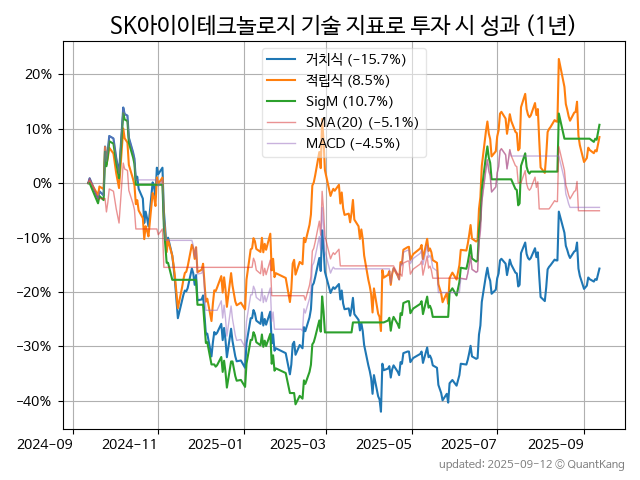 SK아이이테크놀로지 기술 지표로 투자 시 성과 (1년)
거치식 (−15.7%)
적립식 (8.5%)
SigM (10.7%)
SMA(20) (−5.1%)
MACD (−4.5%)
20%
10%
0%
−10%
−20%
−30%
−40%
2024-09 2024-11 2025-01 2025-03 2025-05 2025-07 2025-09
updated: 2025-09-12 © QuantKang